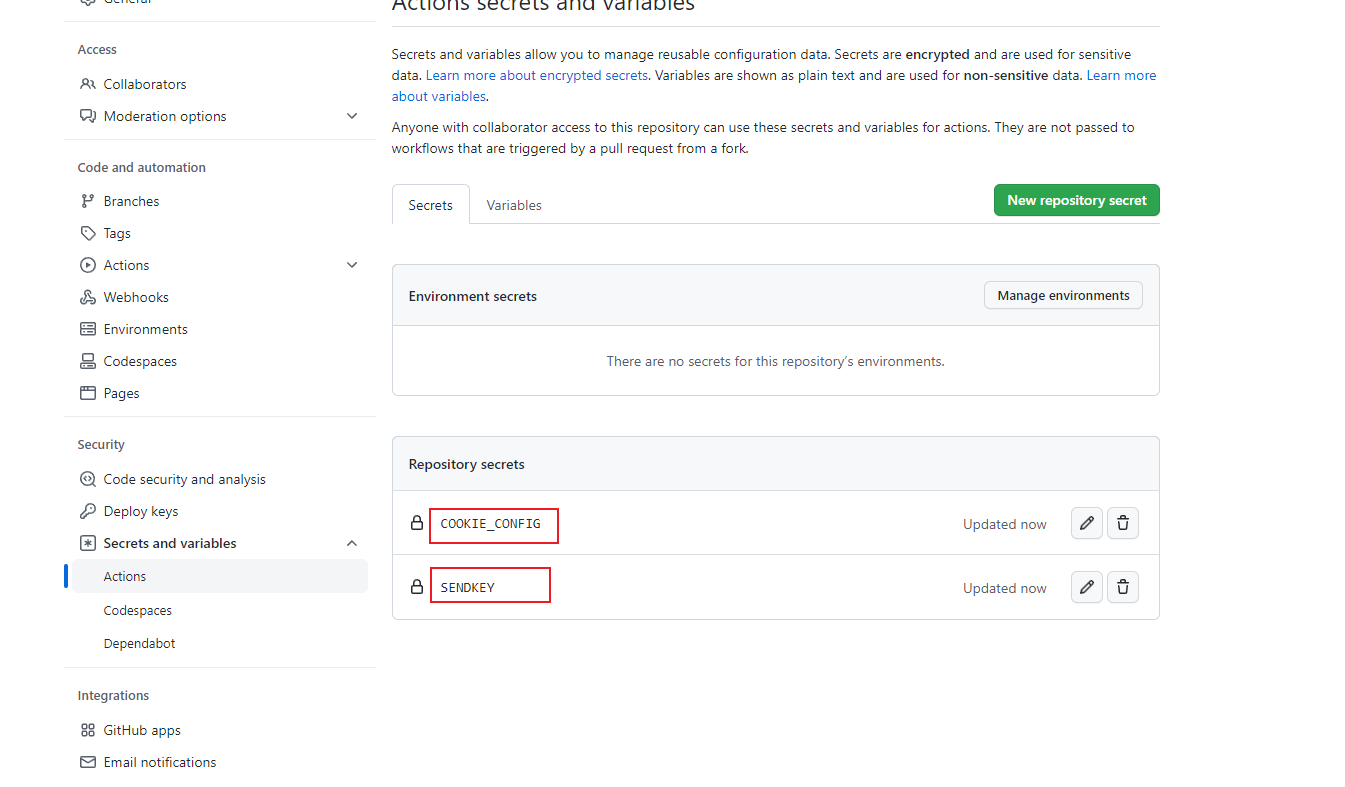 General
Access
Collaborators
Moderation options
Code and automation
Branches
Tags
Actions
Webhooks
Environments
Codespaces
Pages
Security
Code security and analysis
Deploy keys
Secrets and variables
Actions
Codespaces
Dependabot
Integrations
GitHub apps
Email notifications
Actions secrets and variables
Secrets and variables allow you to manage reusable configuration data. Secrets are encrypted and are used for sensitive
data. Learn more about encrypted secrets. Variables are shown as plain text and are used for non-sensitive data. Learn more
about variables.
Anyone with collaborator access to this repository can use these secrets and variables for actions. They are not passed to
workflows that are triggered by a pull request from a fork.
Secrets
Variables
New repository secret
Environment secrets
Manage environments
There are no secrets for this repository’s environments.
Repository secrets
COOKIE_CONFIG
Updated now
SENDKEY
Updated now